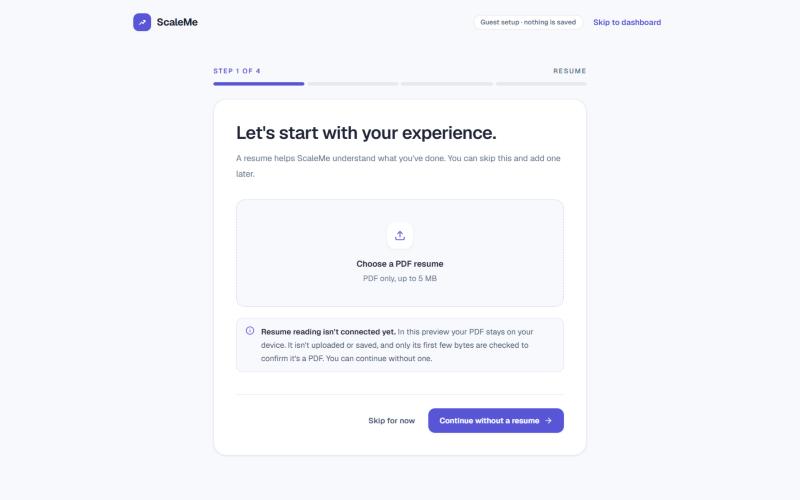 ScaleMe
Guest setup · nothing is saved
Skip to dashboard
STEP 1 OF 4
RESUME
Let's start with your experience.
A resume helps ScaleMe understand what you've done. You can skip this and add one
later.
Choose a PDF resume
PDF only, up to 5 MB
Resume reading isn't connected yet. In this preview your PDF stays on your
device. It isn't uploaded or saved, and only its first few bytes are checked to
confirm it's a PDF. You can continue without one.
Skip for now
Continue without a resume →